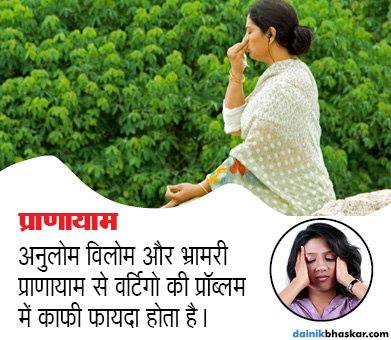 प्राणायाम
अनुलोम विलोम और भ्रामरी
प्राणायाम से वर्टिगो की प्रॉब्लम
में काफी फायदा होता है।
dainikbhaskar.com